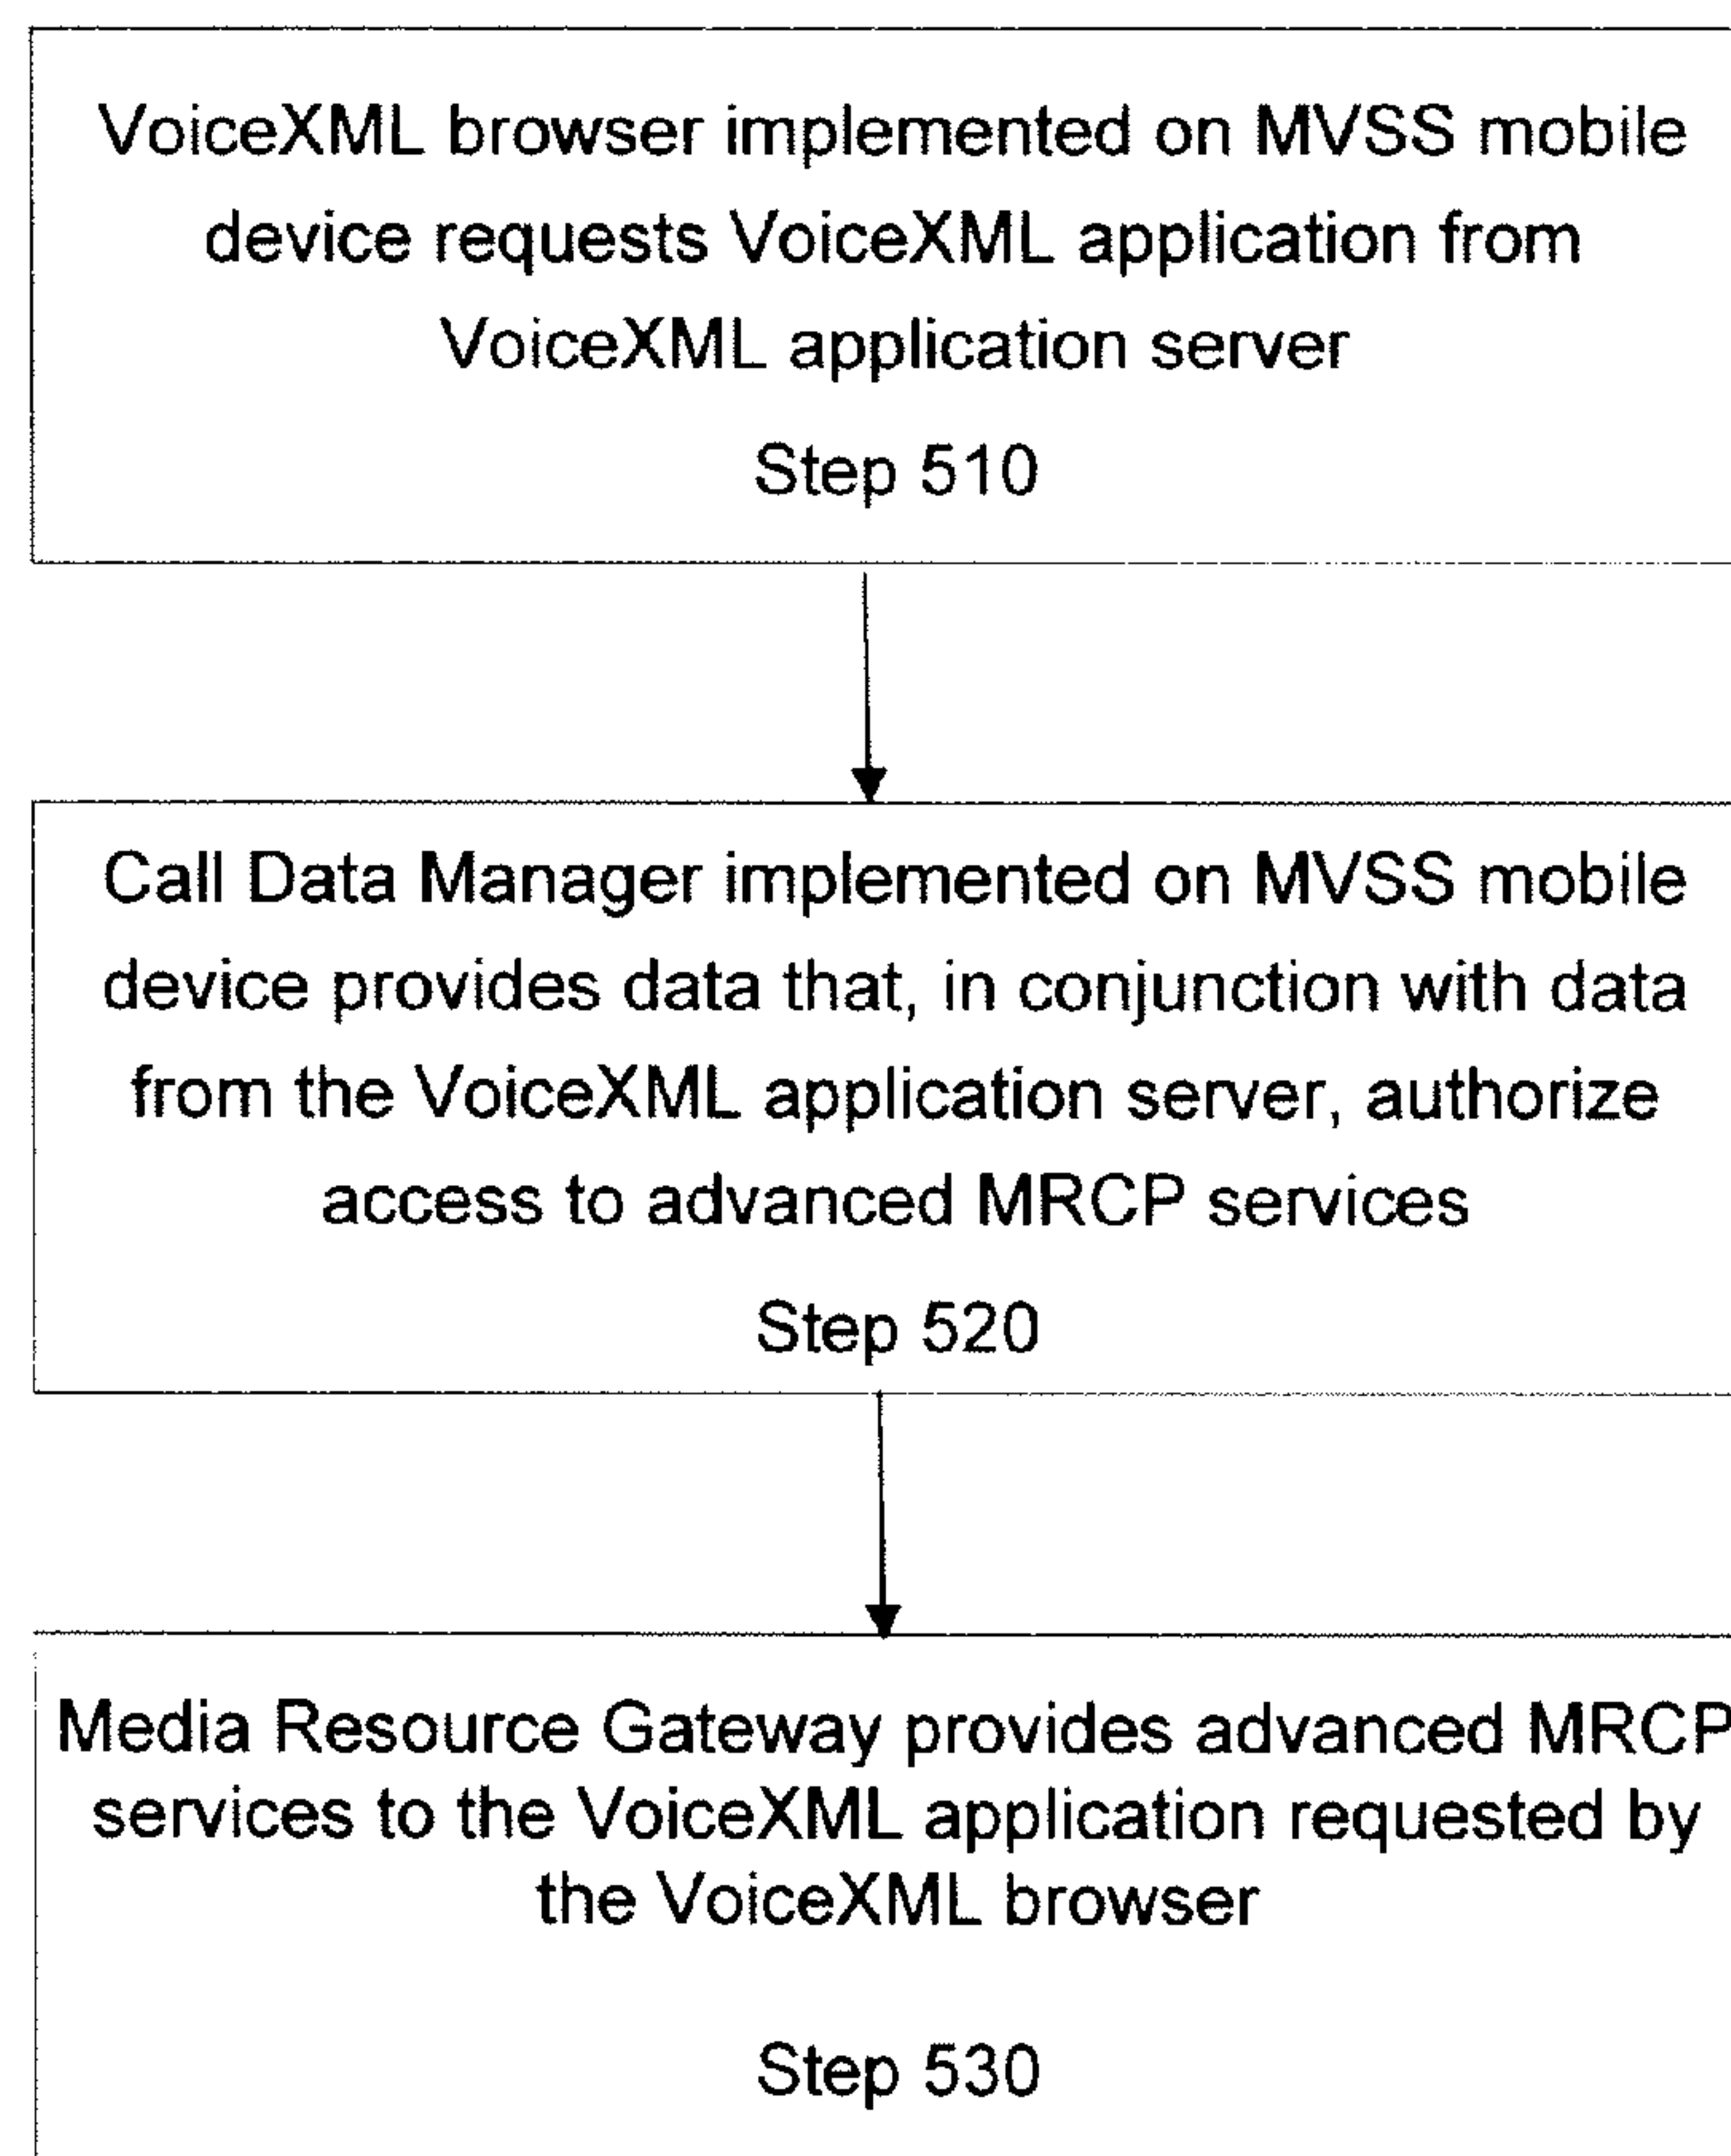 VoiceXML browser implemented on MVSS mobile
device requests VoiceXML application from
VoiceXML application server
Step 510
Call Data Manager implemented on MVSS mobile
device provides data that, in conjunction with data
from the VoiceXML application server, authorize
access to advanced MRCP services
Step 520
Media Resource Gateway provides advanced MRCP
services to the VoiceXML application requested by
the VoiceXML browser
Step 530